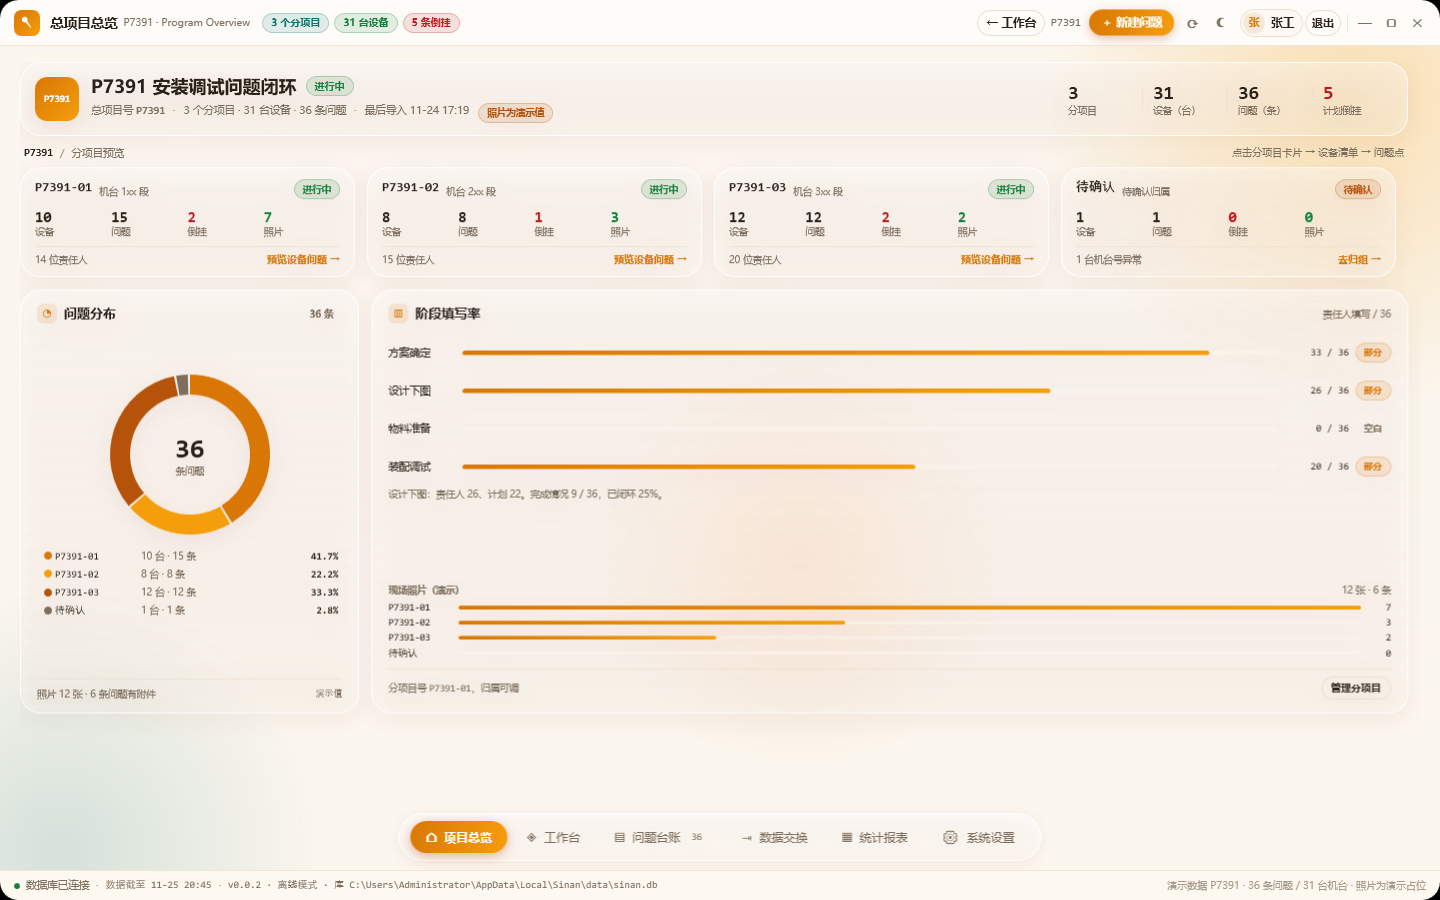 总项目总览 P7391 · Program Overview 3 个分项目 31 台设备 5 条倒挂 ← 工作台 P7391 + 新建问题 张 张工 退出
P7391
P7391 安装调试问题闭环 进行中
总项目号 P7391 · 3 个分项目 · 31 台设备 · 36 条问题 · 最后导入 11-24 17:19 照片为演示值
3 31 36 5
分项目 设备（台） 问题（条） 计划倒挂
P7391 / 分项目预览 点击分项目卡片 → 设备清单 → 问题点
P7391-01 机台 1xx 段 进行中
10 15 2 7
设备 问题 倒挂 照片
14 位责任人 预览设备问题 →
P7391-02 机台 2xx 段 进行中
8 8 1 3
设备 问题 倒挂 照片
15 位责任人 预览设备问题 →
P7391-03 机台 3xx 段 进行中
12 12 2 2
设备 问题 倒挂 照片
20 位责任人 预览设备问题 →
待确认 待确认归属 待确认
1 1 0 0
设备 问题 倒挂 照片
1 台机台号异常 去归组 →
问题分布 36 条
36
条问题
P7391-01 10 台 · 15 条 41.7%
P7391-02 8 台 · 8 条 22.2%
P7391-03 12 台 · 12 条 33.3%
待确认 1 台 · 1 条 2.8%
照片 12 张 · 6 条问题有附件 演示值
阶段填写率 责任人填写 / 36
方案确定 33 / 36 部分
设计下图 26 / 36 部分
物料准备 0 / 36 空白
装配调试 20 / 36 部分
设计下图：责任人 26、计划 22。完成情况 9 / 36，已闭环 25%。
现场照片（演示） 12 张 · 6 条
P7391-01 7
P7391-02 3
P7391-03 2
待确认 0
分项目号 P7391-01，归属可调 管理分项目
项目总览 工作台 问题台账 36 数据交换 统计报表 系统设置
数据库已连接 · 数据截至 11-25 20:45 · v0.0.2 · 离线模式 · 库 C:\Users\Administrator\AppData\Local\Sinan\data\sinan.db 演示数据 P7391 · 36 条问题 / 31 台机台 · 照片为演示占位